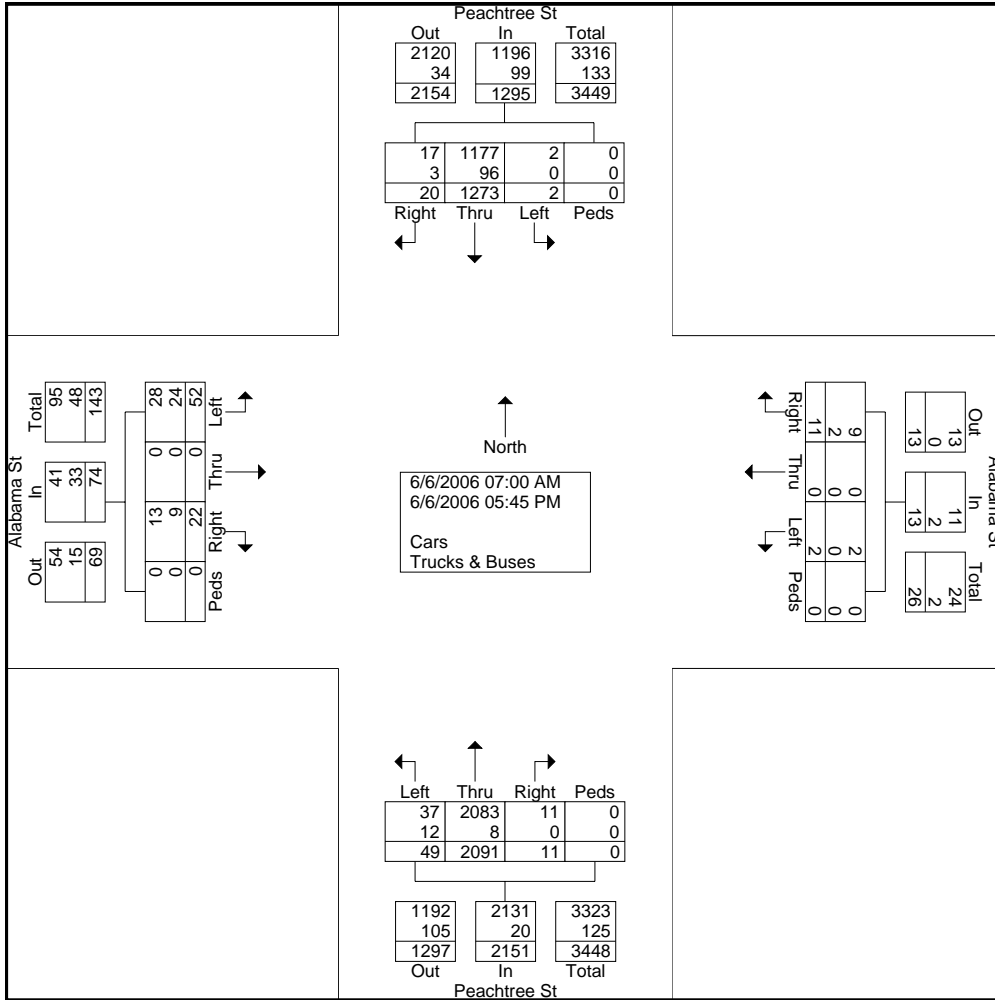 Peachtree St
Out In Total
2120 1196 3316
34 99 133
2154 1295 3449
17 1177 2 0
3 96 0 0
20 1273 2 0
Right Thru Left Peds
Alabama St
Total In Out
95 41 54
48 33 15
143 74 69
28 0 13 0
24 0 9 0
52 0 22 0
Left Thru Right Peds
North
6/6/2006 07:00 AM
6/6/2006 05:45 PM
Cars
Trucks & Buses
Right Thru Left Peds
11 0 2 0
2 0 0 0
9 0 2 0
Out In Total
13 11 24
0 2 2
13 13 26
Alabama St
Left Thru Right Peds
37 2083 11 0
12 8 0 0
49 2091 11 0
1192 2131 3323
105 20 125
1297 2151 3448
Out In Total
Peachtree St